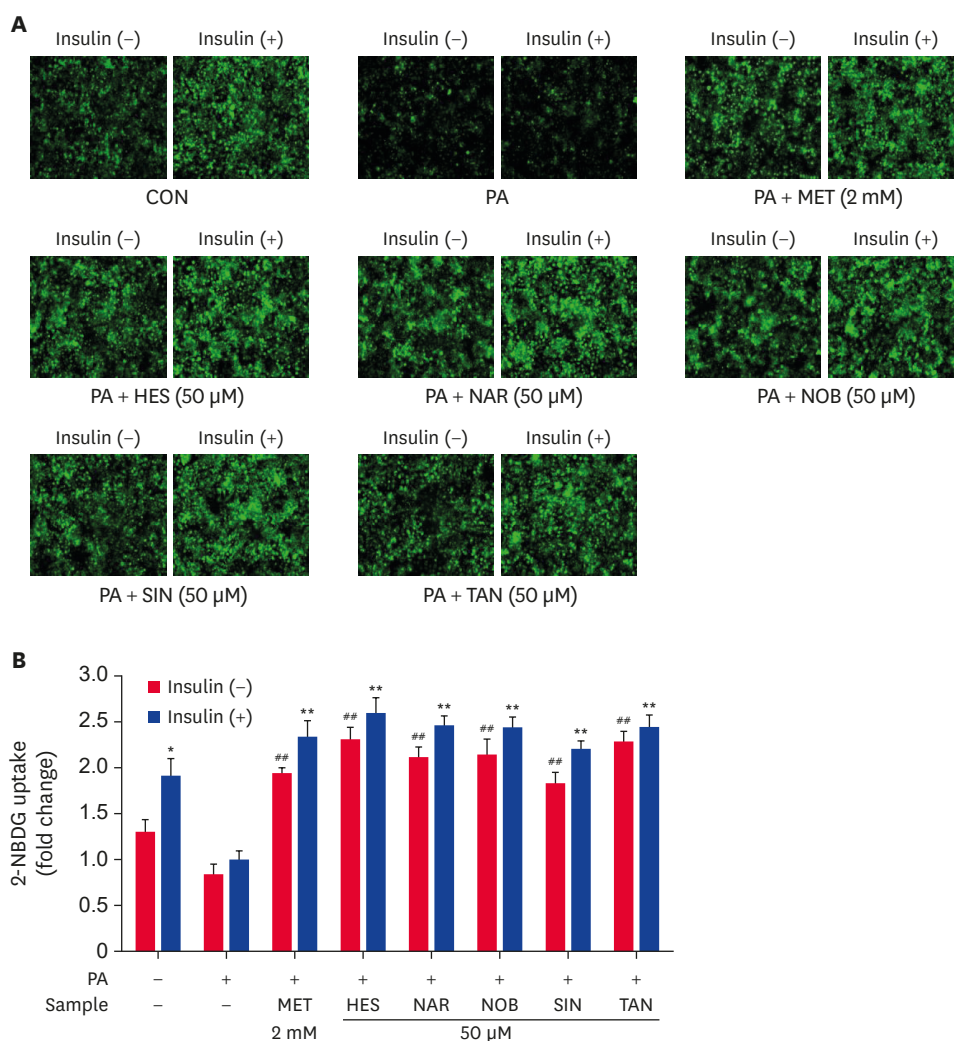 A
Insulin (–) Insulin (+) Insulin (–) Insulin (+) Insulin (–) Insulin (+)
CON PA PA + MET (2 mM)
Insulin (–) Insulin (+) Insulin (–) Insulin (+) Insulin (–) Insulin (+)
PA + HES (50 μM) PA + NAR (50 μM) PA + NOB (50 μM)
Insulin (–) Insulin (+) Insulin (–) Insulin (+)
PA + SIN (50 μM) PA + TAN (50 μM)
B
2-NBDG uptake
(fold change)
3.0
2.5
2.0
1.5
1.0
0.5
0
Insulin (–)
Insulin (+)
* ## ** ## ** ## ** ## ** ## ** ## **
PA – + + + + + + +
Sample – – MET HES NAR NOB SIN TAN
2 mM 50 μM